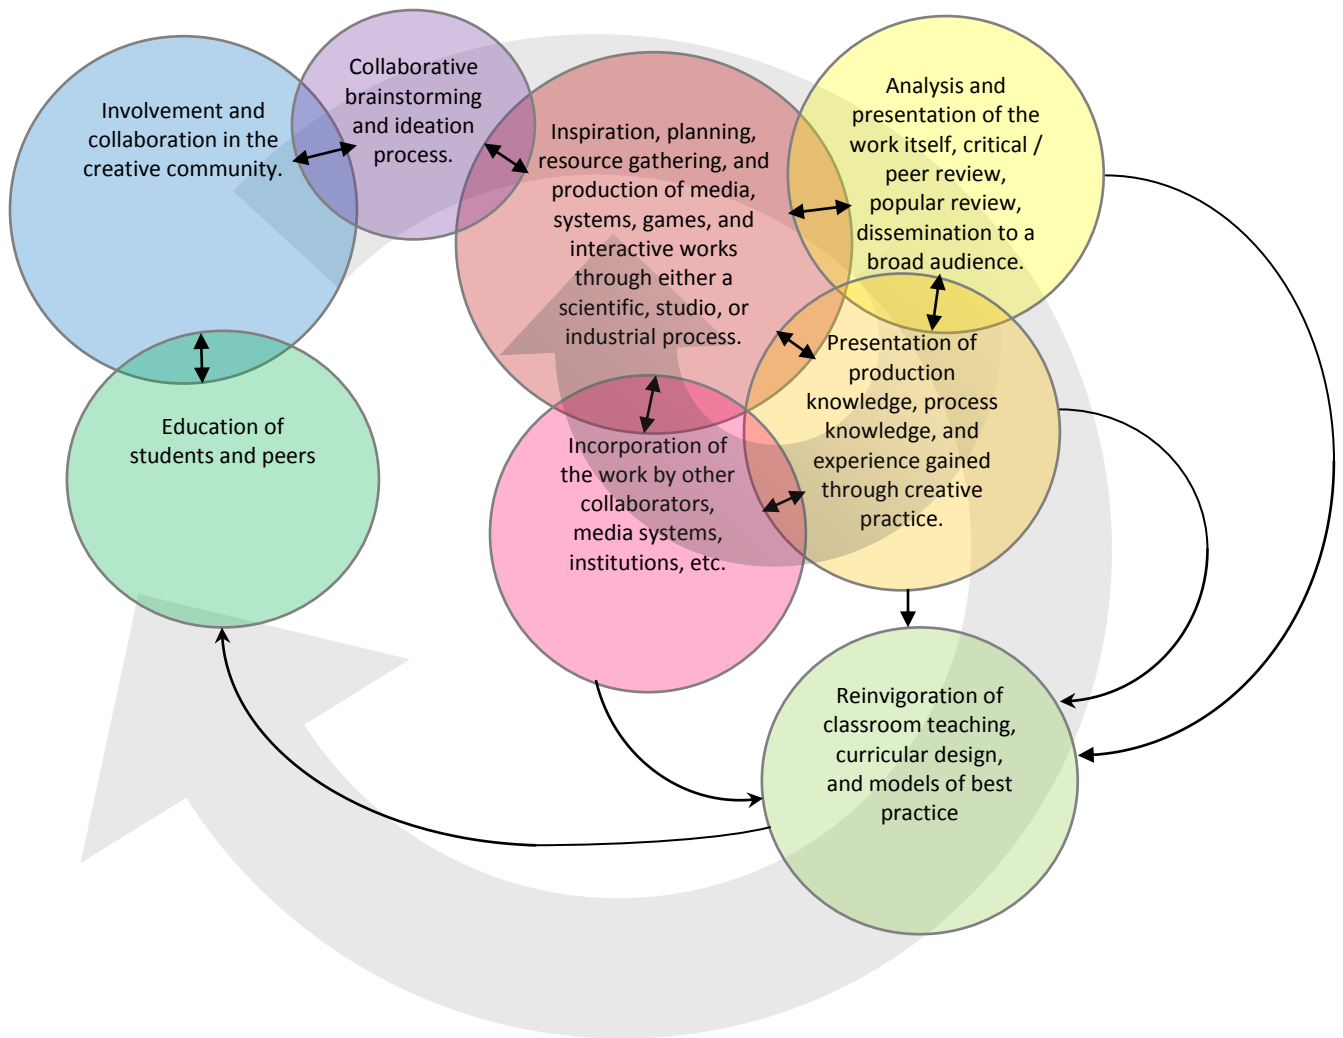 Involvement and
collaboration in the
creative community.
Collaborative
brainstorming
and ideation
process.
Inspiration, planning,
resource gathering, and
production of media,
systems, games, and
interactive works
through either a
scientific, studio, or
industrial process.
Analysis and
presentation of the
work itself, critical /
peer review,
popular review,
dissemination to a
broad audience.
Presentation of
production
knowledge, process
knowledge, and
experience gained
through creative
practice.
Education of
students and peers
Incorporation of
the work by other
collaborators,
media systems,
institutions, etc.
Reinvigoration of
classroom teaching,
curricular design,
and models of best
practice